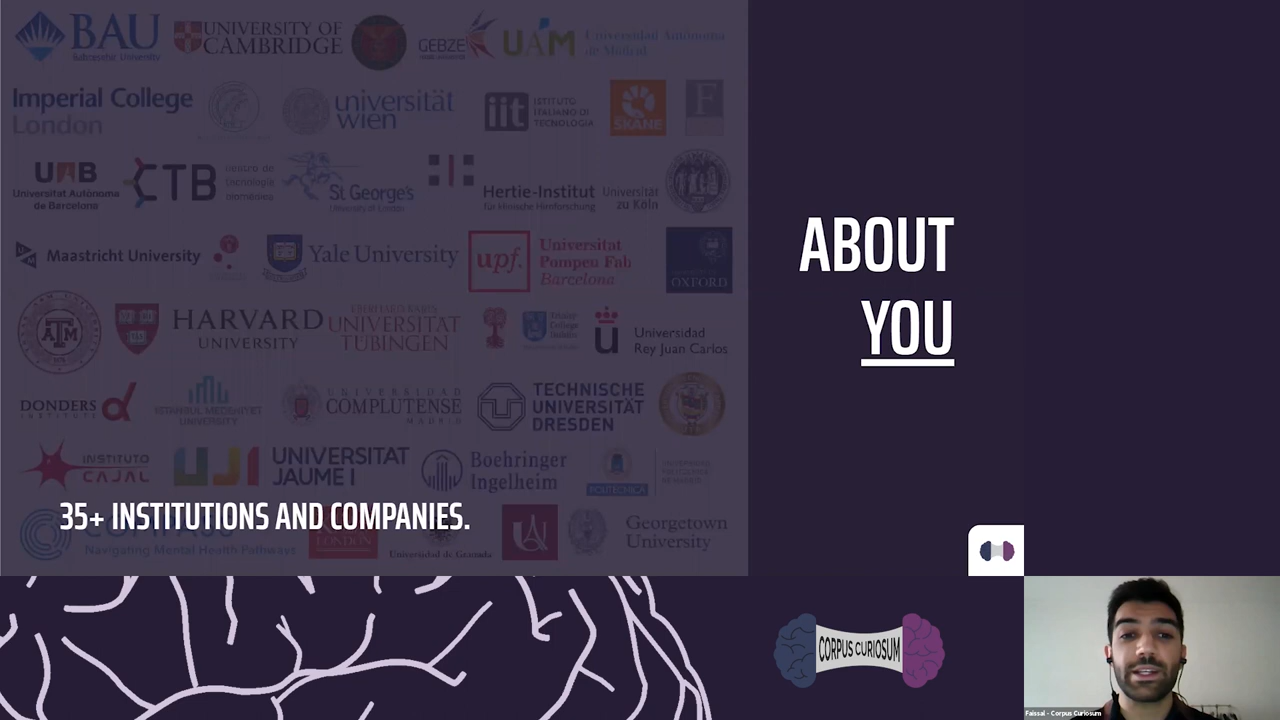 BAU
UNIVERSITY OF
CAMBRIDGE
GEBZE
UAM Universidad Autónoma
de Madrid
Imperial College
London
universität
wien
iit
ISTITUTO
ITALIANO DI
TECNOLOGIA
SKANE
F
UAB
Universitat Autònoma
de Barcelona
CTB
centro de
tecnología
biomédica
St George's
University of London
Hertie-Institut
für klinische Hirnforschung
Universität
zu Köln
Maastricht University
Yale University
upf.
Universitat
Pompeu Fab
Barcelona
OXFORD
ATM
HARVARD
UNIVERSITY
EBERHARD KARLS
UNIVERSITÄT
TÜBINGEN
Trinity
College
Dublin
u
Universidad
Rey Juan Carlos
DONDERS
INSTITUTE
d
ISTANBUL MEDENIYET
UNIVERSITY
UNIVERSIDAD
COMPLUTENSE
MADRID
TECHNISCHE
UNIVERSITÄT
DRESDEN
INSTITUTO
CAJAL
UJI
UNIVERSITAT
JAUME I
Boehringer
Ingelheim
POLITÉCNICA
35+ INSTITUTIONS AND COMPANIES.
COMPASS
Navigating Mental Health Pathways
LONDON
Universidad de Granada
UA
Georgetown
University
ABOUT
YOU
CORPUS CURIOSUM
Faissal - Corpus Curiosum